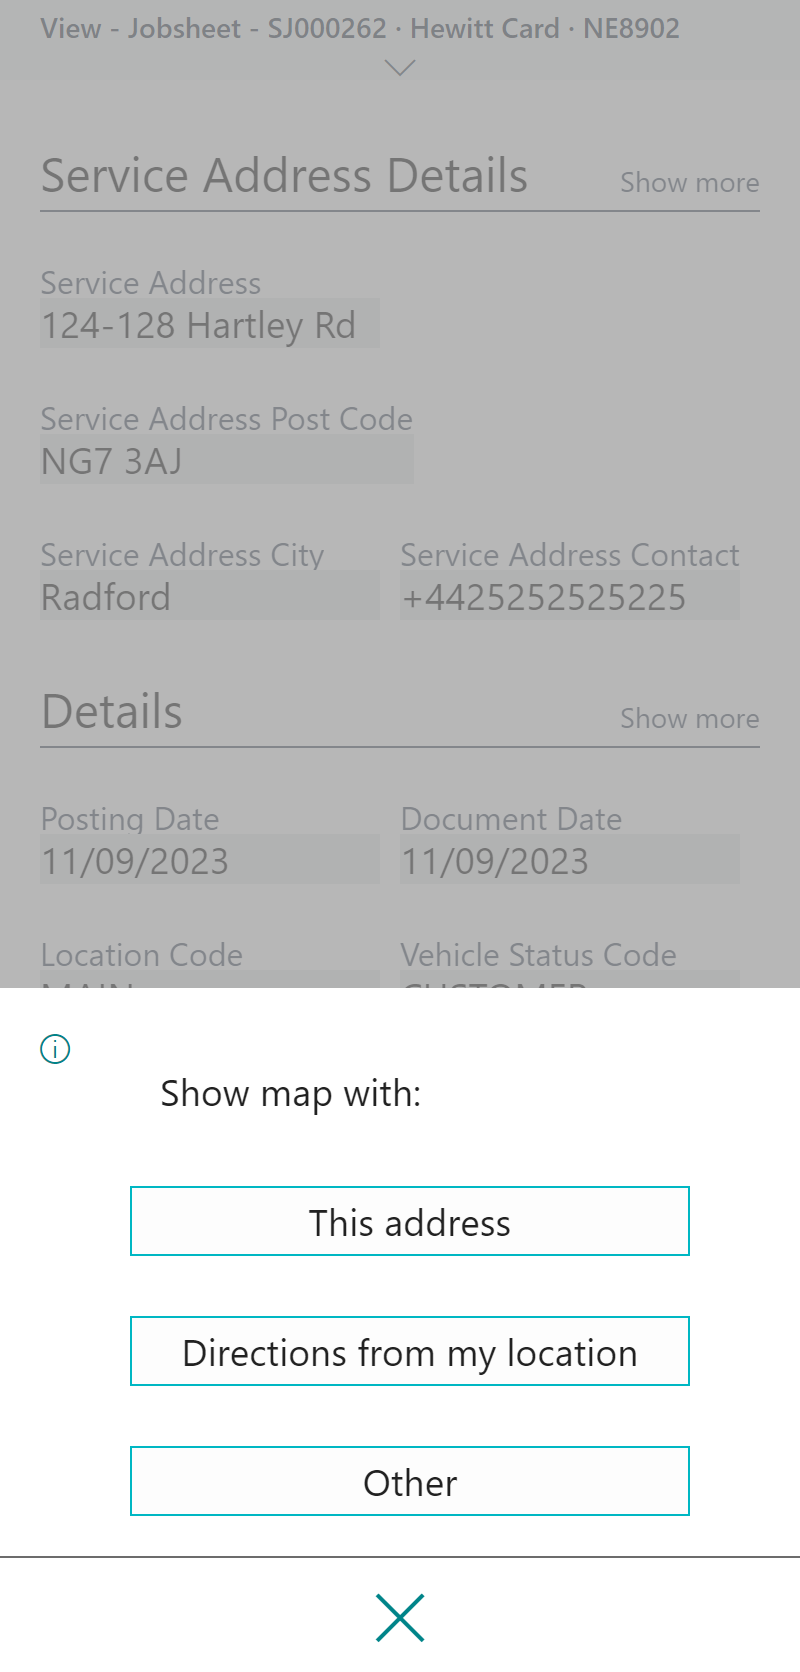 View - Jobsheet - SJ000262 · Hewitt Card · NE8902
Service Address Details Show more
Service Address
124-128 Hartley Rd
Service Address Post Code
NG7 3AJ
Service Address City Service Address Contact
Radford +4425252525225
Details Show more
Posting Date Document Date
11/09/2023 11/09/2023
Location Code Vehicle Status Code
MAIN CUSTOMER
Show map with:
This address
Directions from my location
Other